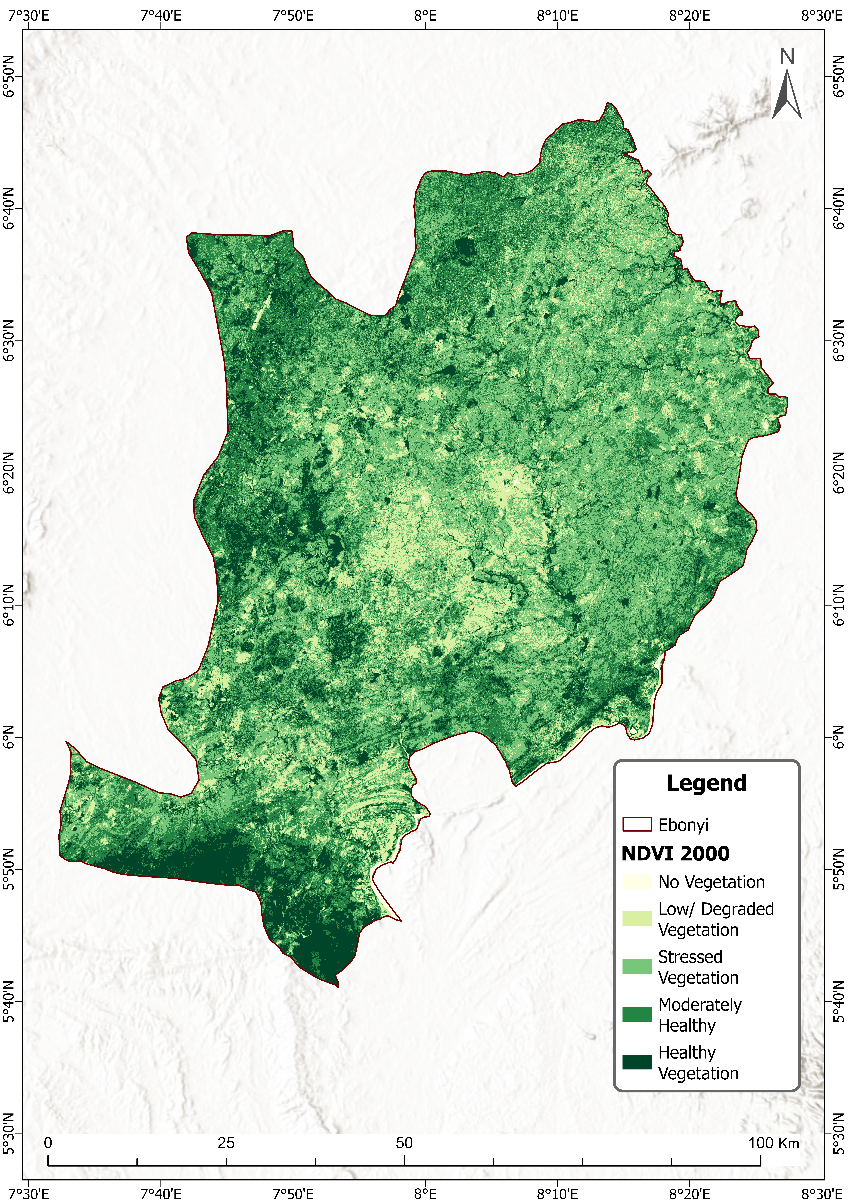 7°30'E 7°40'E 7°50'E 8°E 8°10'E 8°20'E 8°30'E
N
6°50'N 6°50'N
6°40'N 6°40'N
6°30'N 6°30'N
6°20'N 6°20'N
6°10'N 6°10'N
6°N 6°N
5°50'N 5°50'N
5°40'N 5°40'N
5°30'N 5°30'N
Legend
Ebonyi
NDVI 2000
No Vegetation
Low/ Degraded
Vegetation
Stressed
Vegetation
Moderately
Healthy
Healthy
Vegetation
0 25 50 100 Km
7°30'E 7°40'E 7°50'E 8°E 8°10'E 8°20'E 8°30'E